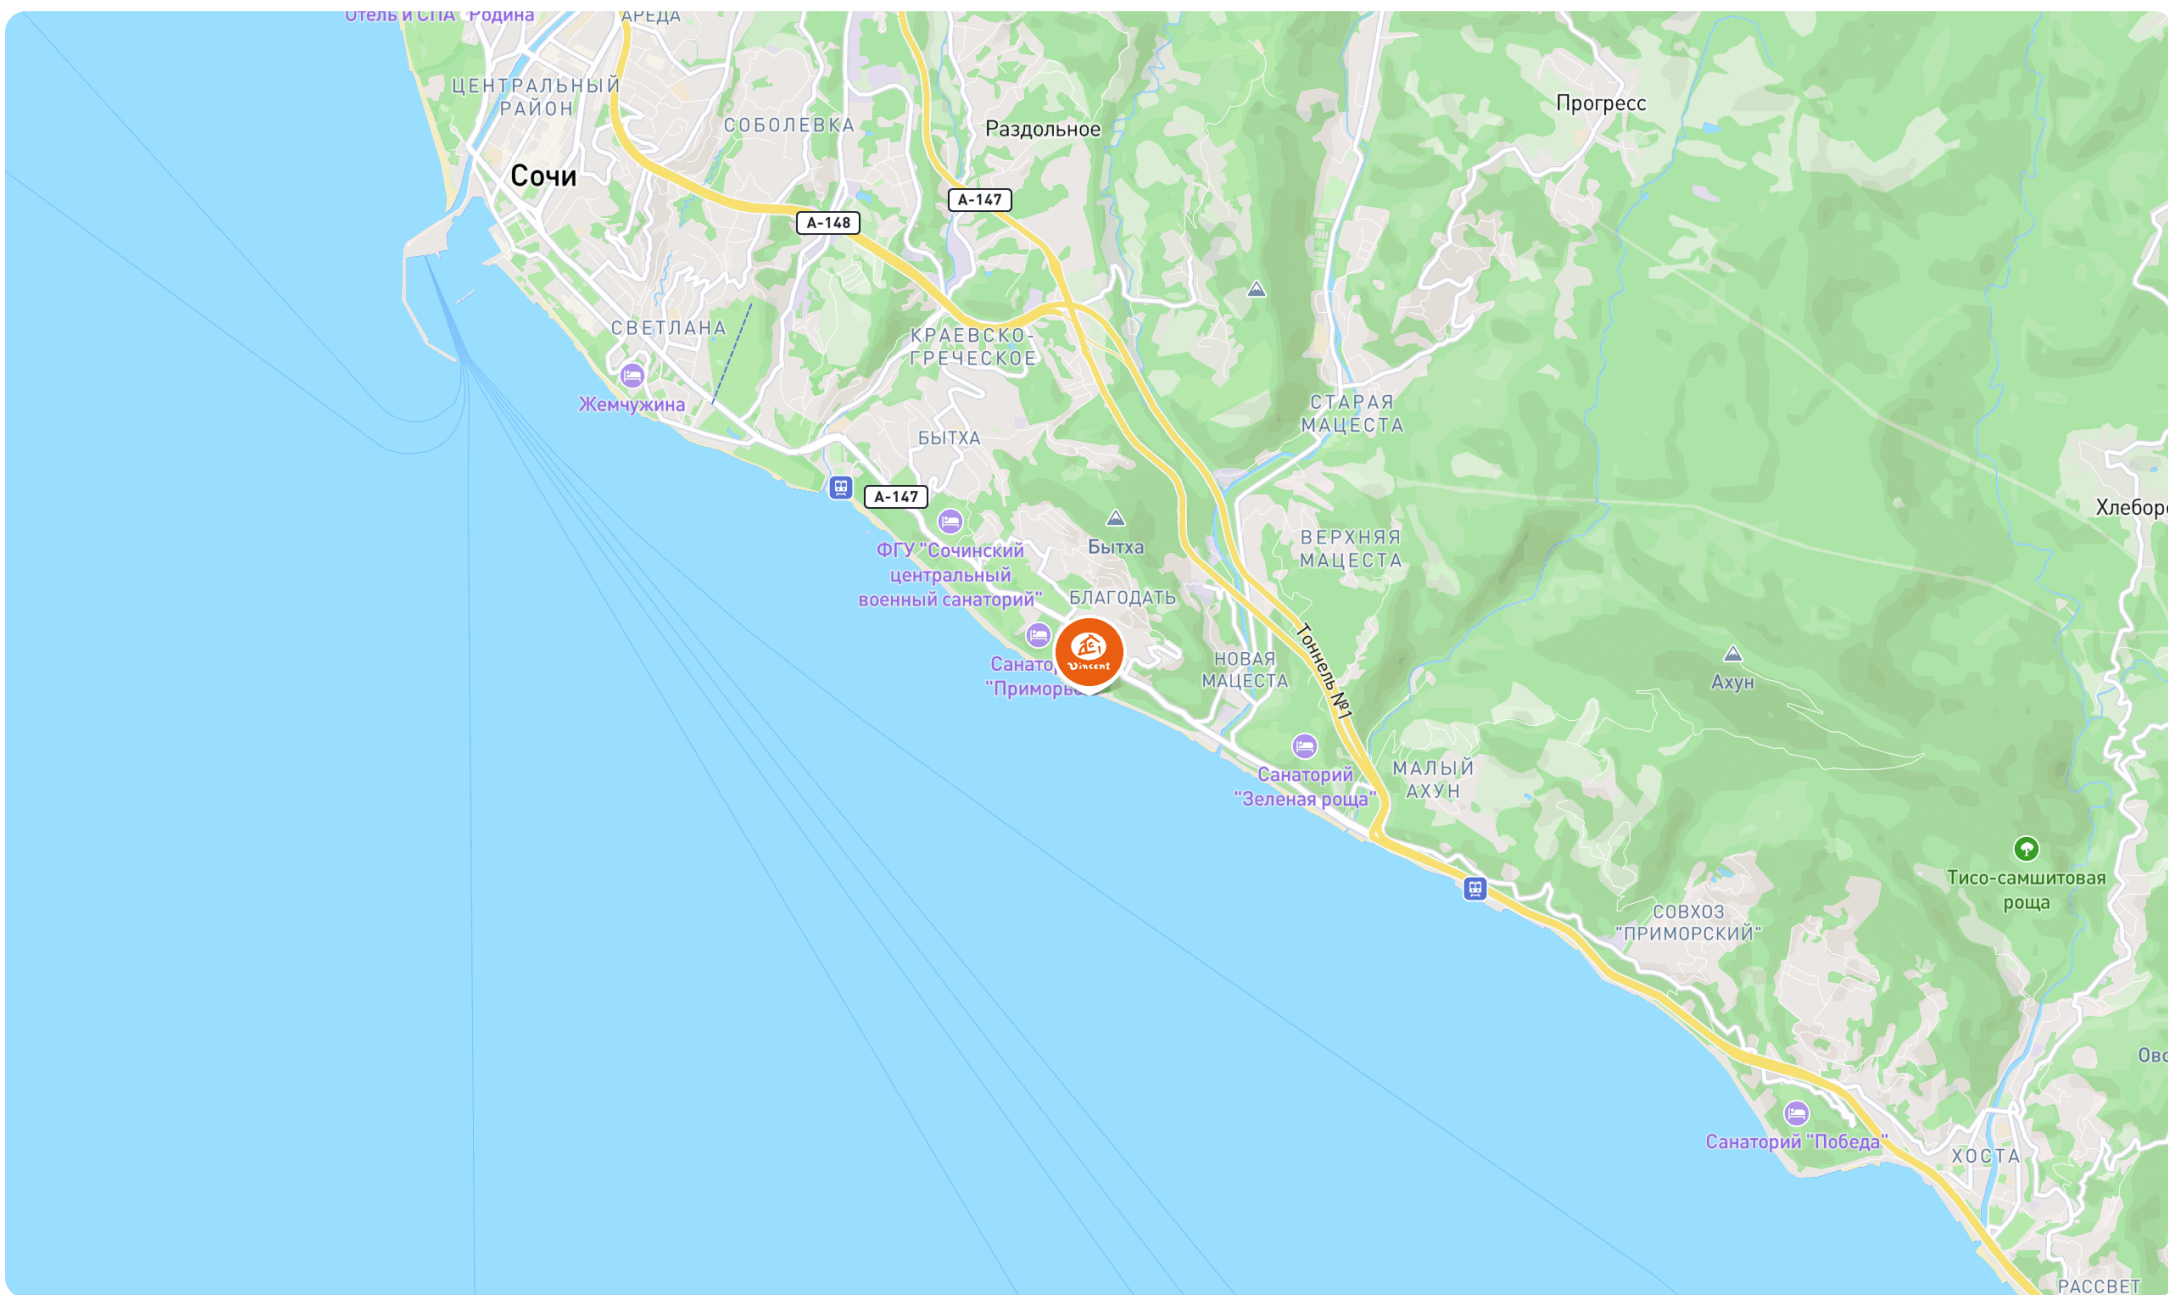 Отель и СПА "Родина
АРЕДА
ЦЕНТРАЛЬНЫЙ
РАЙОН
СОБОЛЕВКА
Раздольное
Прогресс
Сочи
А-147
А-148
СВЕТЛАНА
КРАЕВСКО-
ГРЕЧЕСКОЕ
Жемчужина
СТАРАЯ
МАЦЕСТА
БЫТХА
А-147
Хлебор
ФГУ "Сочинский
центральный
военный санаторий"
Бытха
ВЕРХНЯЯ
МАЦЕСТА
БЛАГОДАТЬ
Vincent
Санато
"Приморь
НОВАЯ
МАЦЕСТА
Тоннель №1
Ахун
Санаторий
"Зеленая роща"
МАЛЫЙ
АХУН
Тисо-самшитовая
роща
СОВХОЗ
"ПРИМОРСКИЙ"
Ово
Санаторий "Победа"
ХОСТА
РАССВЕТ